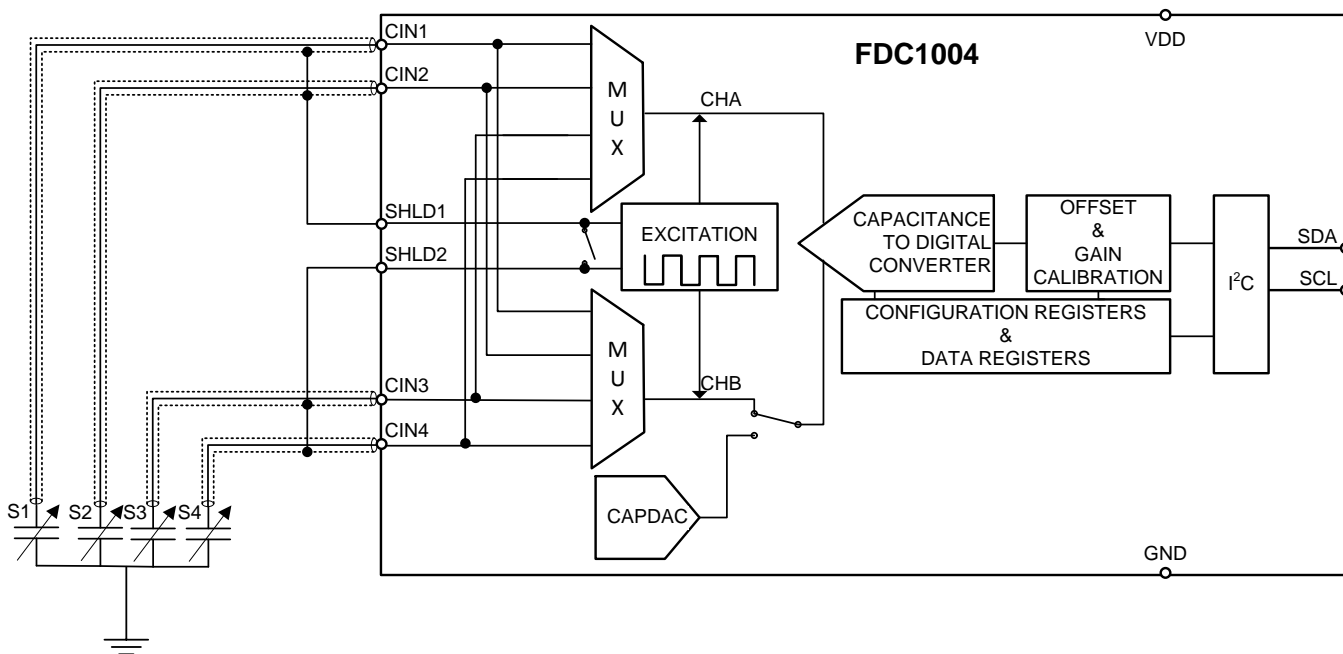 FDC1004
VDD
CIN1
CIN2
M
U
X
CHA
SHLD1
SHLD2
EXCITATION
CAPACITANCE
TO DIGITAL
CONVERTER
OFFSET
&
GAIN
CALIBRATION
I²C
SDA
SCL
CONFIGURATION REGISTERS
&
DATA REGISTERS
M
U
X
CHB
CIN3
CIN4
CAPDAC
S1
S2
S3
S4
GND